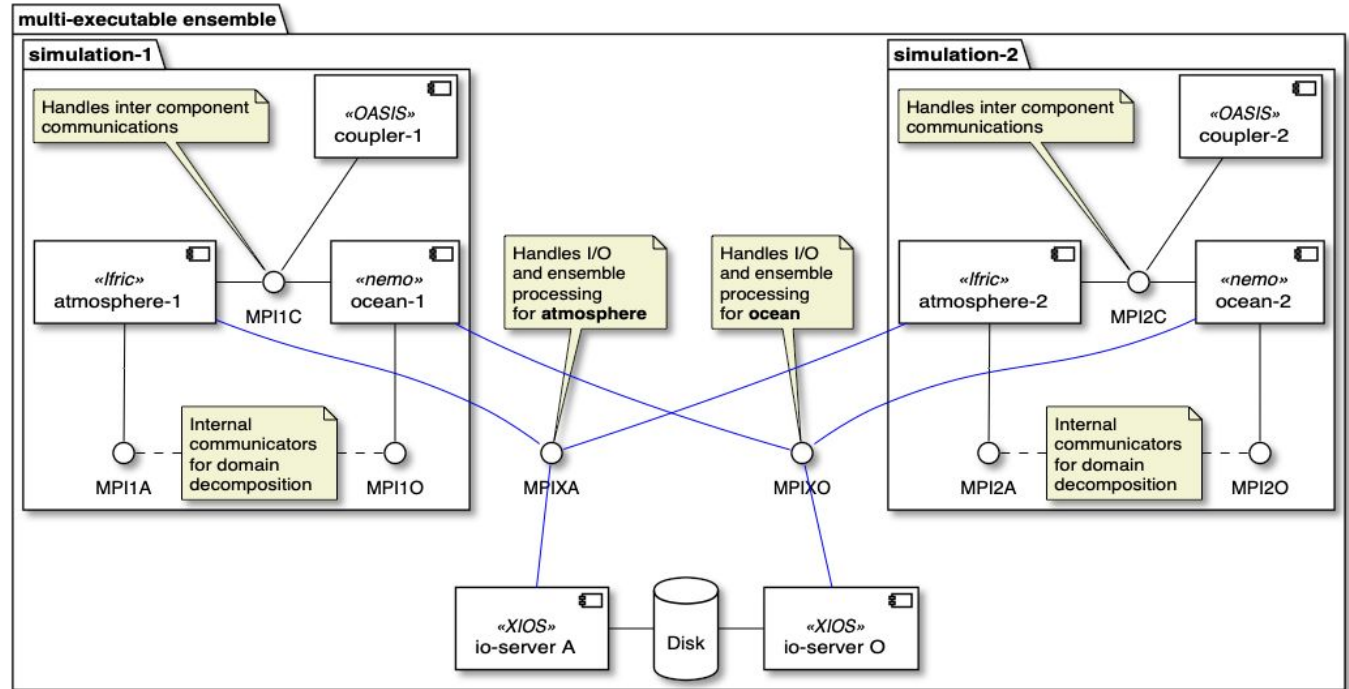 multi-executable ensemble
simulation-1
Handles inter component
communications
«OASIS»
coupler-1
«lfric»
atmosphere-1
MPI1C
«nemo»
ocean-1
Internal
communicators
for domain
decomposition
MPI1A
MPI1O
Handles I/O
and ensemble
processing
for atmosphere
Handles I/O
and ensemble
processing
for ocean
MPIXA
MPIXO
simulation-2
Handles inter component
communications
«OASIS»
coupler-2
«lfric»
atmosphere-2
MPI2C
«nemo»
ocean-2
Internal
communicators
for domain
decomposition
MPI2A
MPI2O
«XIOS»
io-server A
Disk
«XIOS»
io-server O